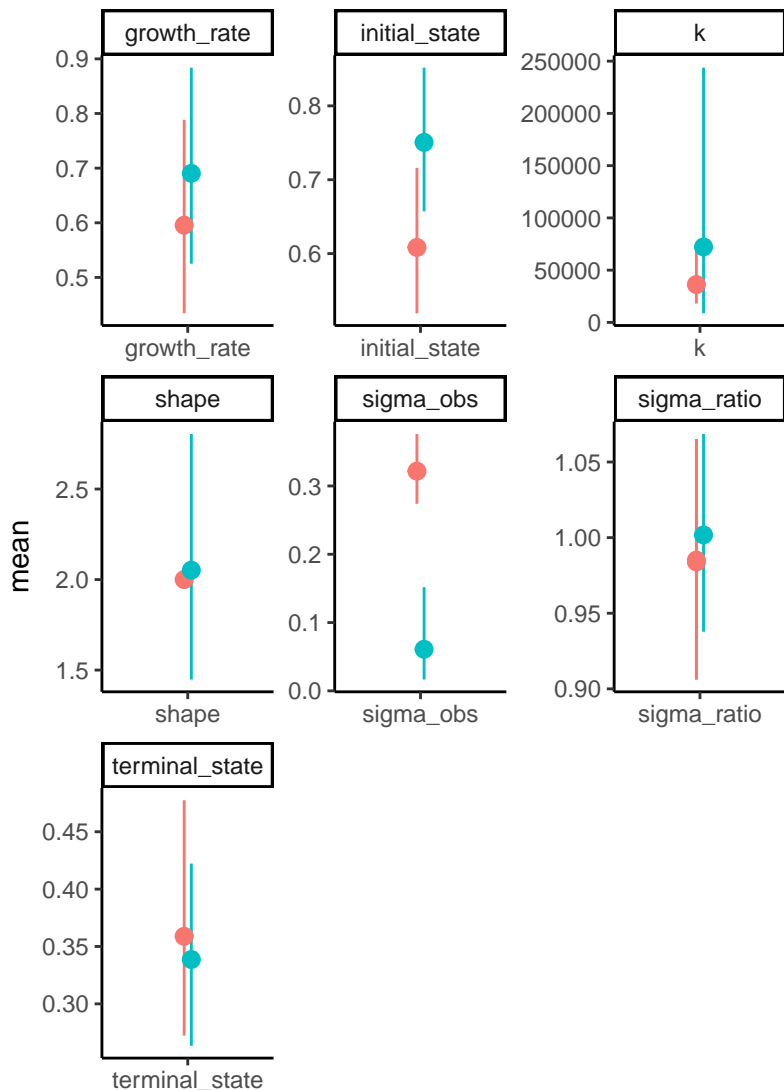 growth_rate
0.9
0.8
0.7
0.6
0.5
growth_rate
initial_state
0.8
0.7
0.6
initial_state
k
250000
200000
150000
100000
50000
0
k
mean
shape
2.5
2.0
1.5
shape
sigma_obs
0.3
0.2
0.1
0.0
sigma_obs
sigma_ratio
1.05
1.00
0.95
0.90
sigma_ratio
terminal_state
0.45
0.40
0.35
0.30
terminal_state